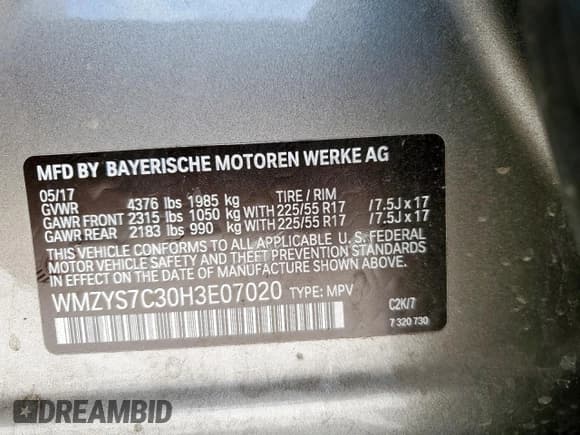 MFD BY BAYERISCHE MOTOREN WERKE AG
05/17
GVWR 4376 lbs 1985 kg TIRE / RIM
GAWR FRONT 2315 lbs 1050 kg WITH 225/55 R17 /7.5J x 17
GAWR REAR 2183 lbs 990 kg WITH 225/55 R17 /7.5J x 17
THIS VEHICLE CONFORMS TO ALL APPLICABLE U. S. FEDERAL
MOTOR VEHICLE SAFETY AND THEFT PREVENTION STANDARDS
IN EFFECT ON THE DATE OF MANUFACTURE SHOWN ABOVE.
WMZYS7C30H3E07020 TYPE: MPV
C2K/7
7 320 730
DREAMBID